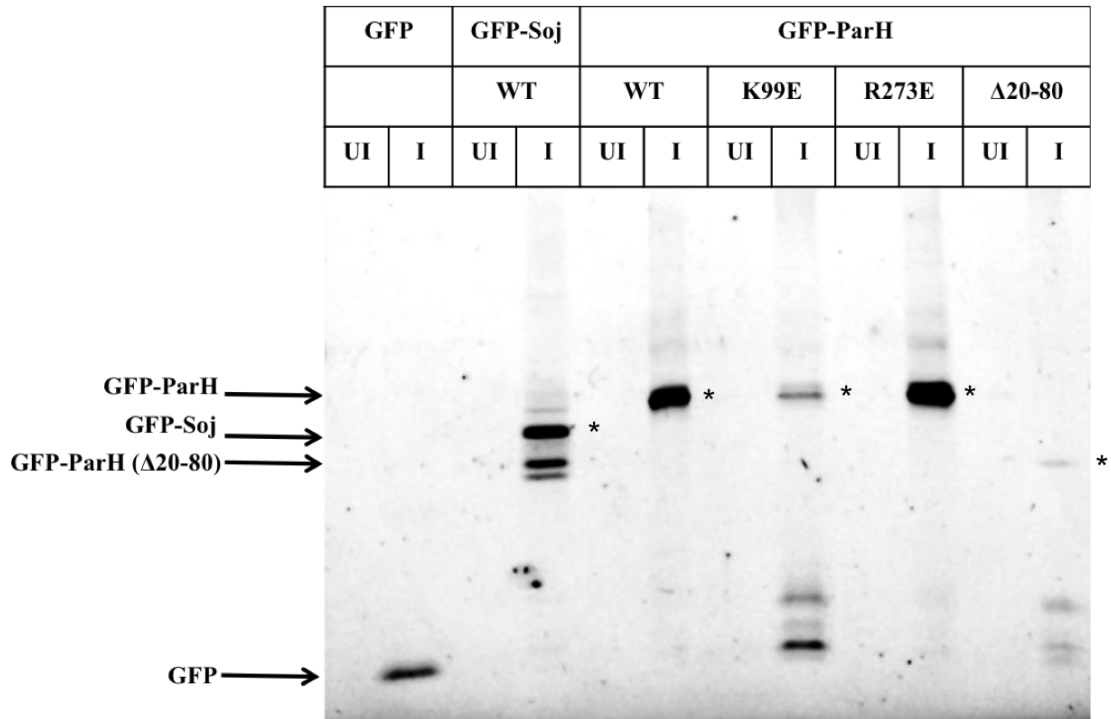 GFP GFP-Soj GFP-ParH
WT WT K99E R273E Δ20-80
UI I UI I UI I UI I UI I UI I
GFP-ParH *  *  *
GFP-Soj *
GFP-ParH (Δ20-80) *
GFP